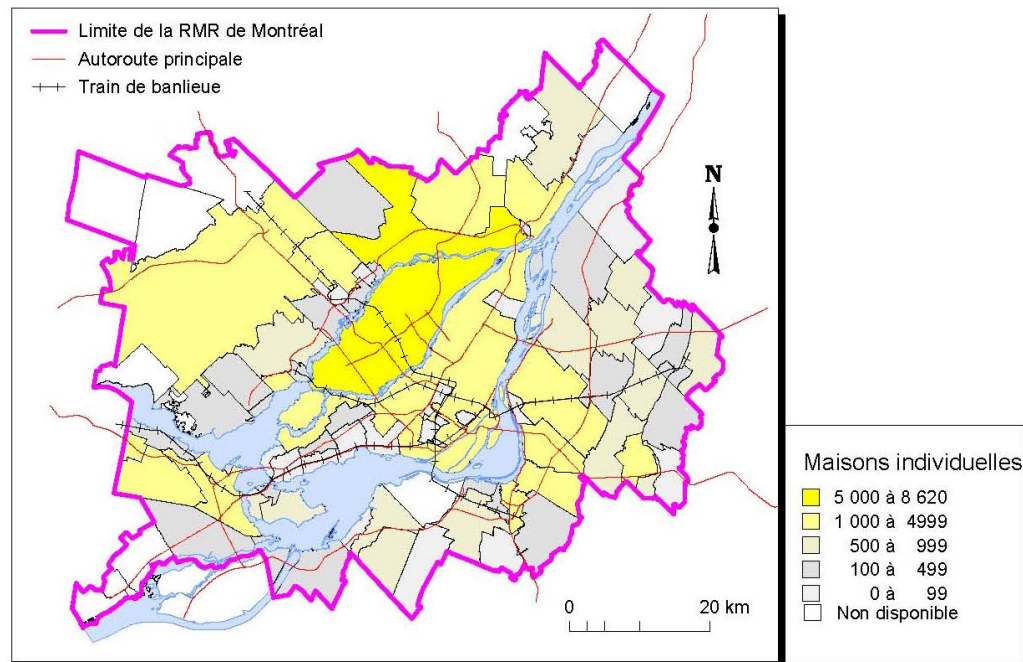 Limite de la RMR de Montréal
Autoroute principale
Train de banlieue
N
0 20 km
Maisons individuelles
5 000 à 8 620
1 000 à 4999
500 à 999
100 à 499
0 à 99
Non disponible